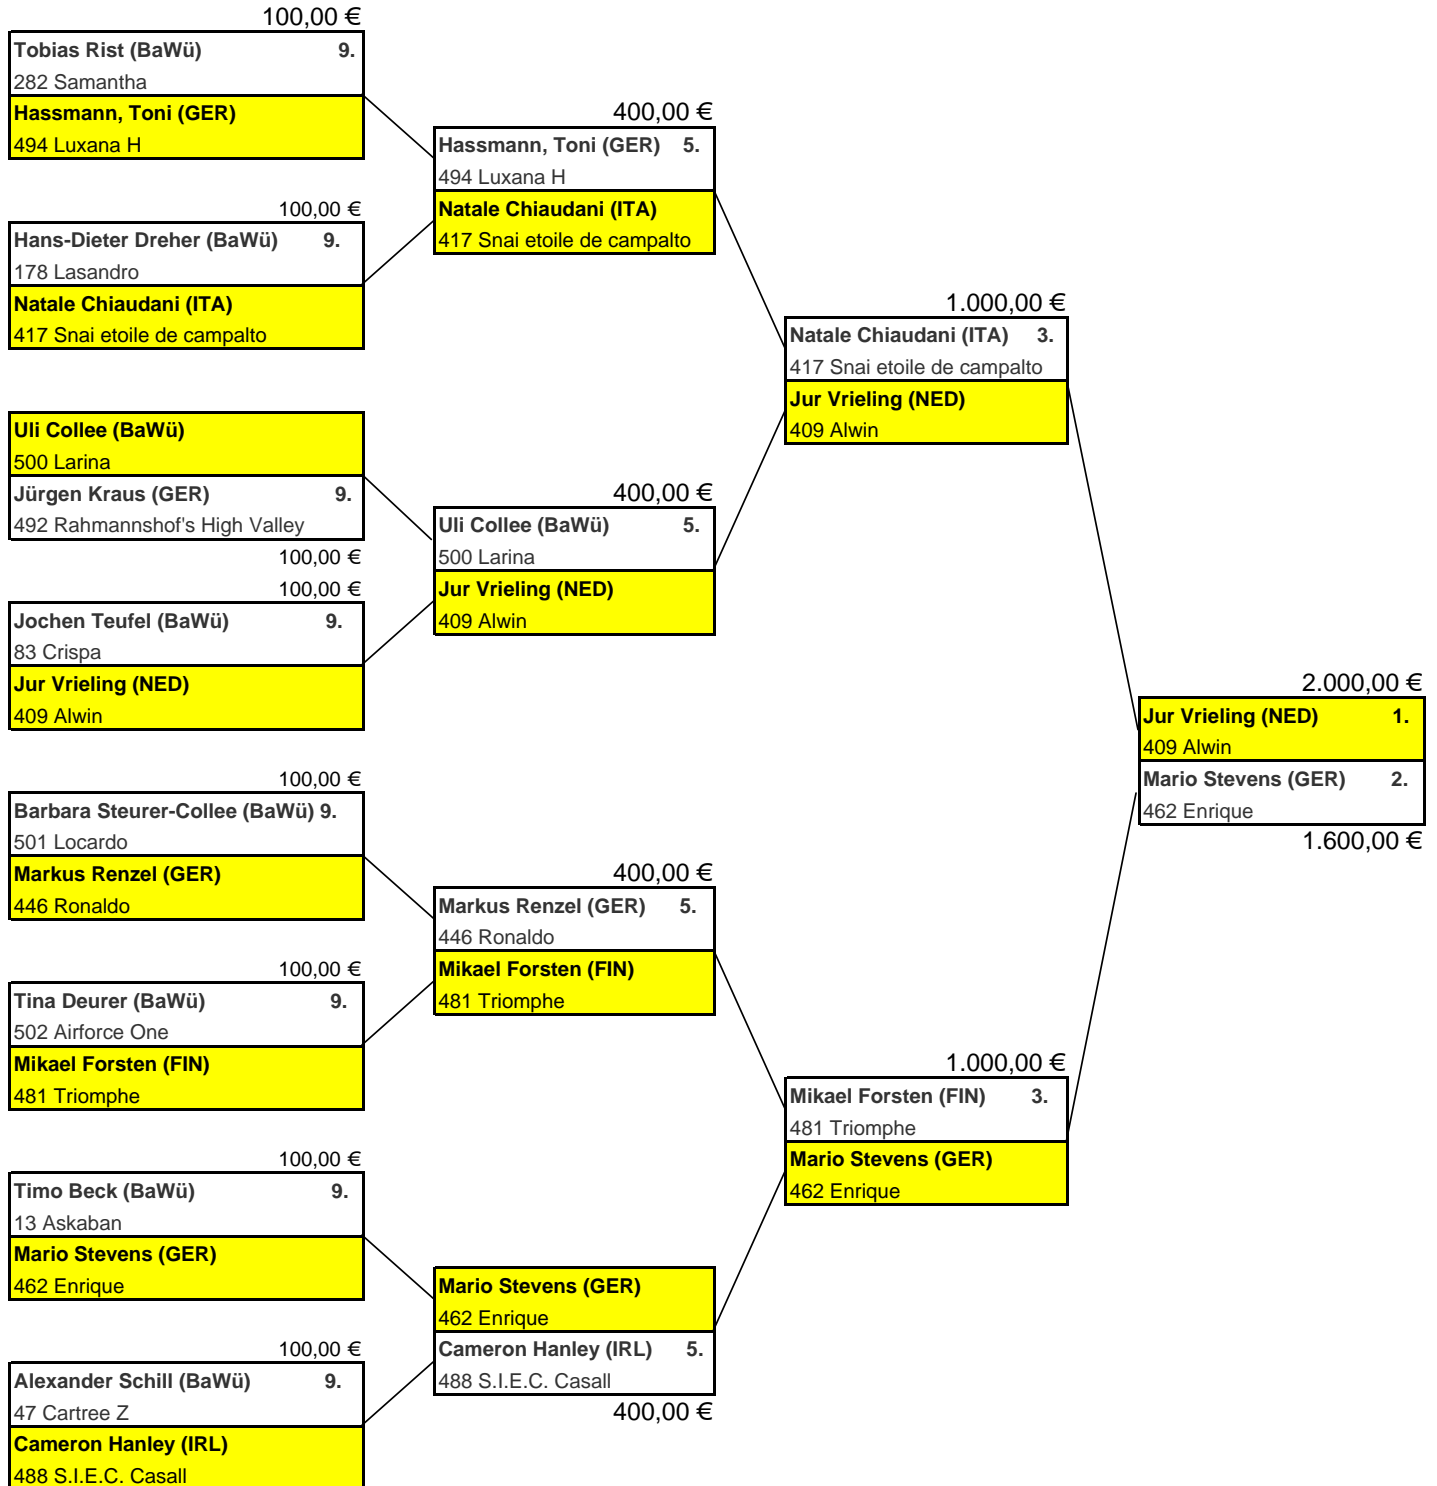 100,00 €
Tobias Rist (BaWü) 9.
282 Samantha
Hassmann, Toni (GER)
494 Luxana H
100,00 €
Hans-Dieter Dreher (BaWü) 9.
178 Lasandro
Natale Chiaudani (ITA)
417 Snai etoile de campalto
Uli Collee (BaWü)
500 Larina
Jürgen Kraus (GER) 9.
492 Rahmannshof's High Valley
100,00 €
100,00 €
Jochen Teufel (BaWü) 9.
83 Crispa
Jur Vrieling (NED)
409 Alwin
100,00 €
Barbara Steurer-Collee (BaWü) 9.
501 Locardo
Markus Renzel (GER)
446 Ronaldo
100,00 €
Tina Deurer (BaWü) 9.
502 Airforce One
Mikael Forsten (FIN)
481 Triomphe
100,00 €
Timo Beck (BaWü) 9.
13 Askaban
Mario Stevens (GER)
462 Enrique
100,00 €
Alexander Schill (BaWü) 9.
47 Cartree Z
Cameron Hanley (IRL)
488 S.I.E.C. Casall
400,00 €
Hassmann, Toni (GER) 5.
494 Luxana H
Natale Chiaudani (ITA)
417 Snai etoile de campalto
400,00 €
Uli Collee (BaWü) 5.
500 Larina
Jur Vrieling (NED)
409 Alwin
400,00 €
Markus Renzel (GER) 5.
446 Ronaldo
Mikael Forsten (FIN)
481 Triomphe
Mario Stevens (GER)
462 Enrique
Cameron Hanley (IRL) 5.
488 S.I.E.C. Casall
400,00 €
1.000,00 €
Natale Chiaudani (ITA) 3.
417 Snai etoile de campalto
Jur Vrieling (NED)
409 Alwin
1.000,00 €
Mikael Forsten (FIN) 3.
481 Triomphe
Mario Stevens (GER)
462 Enrique
2.000,00 €
Jur Vrieling (NED) 1.
409 Alwin
Mario Stevens (GER) 2.
462 Enrique
1.600,00 €